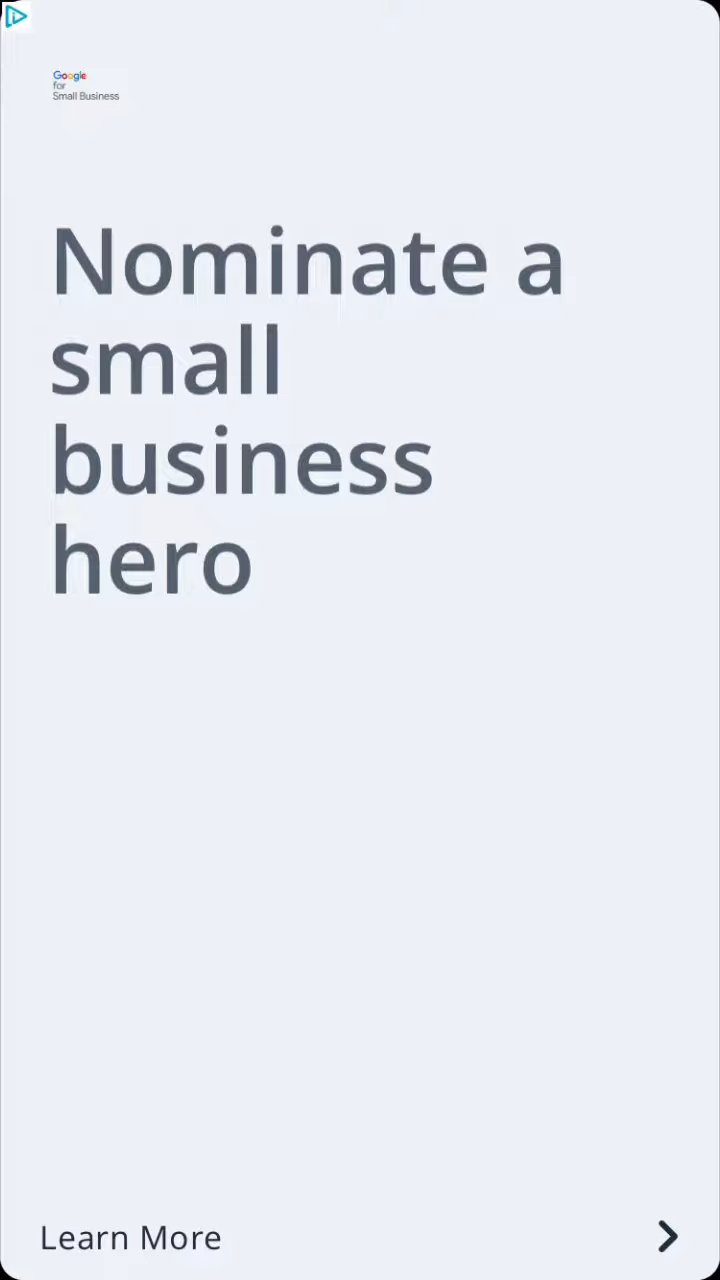 Google
for
Small Business
Nominate a
small
business
hero
Learn More